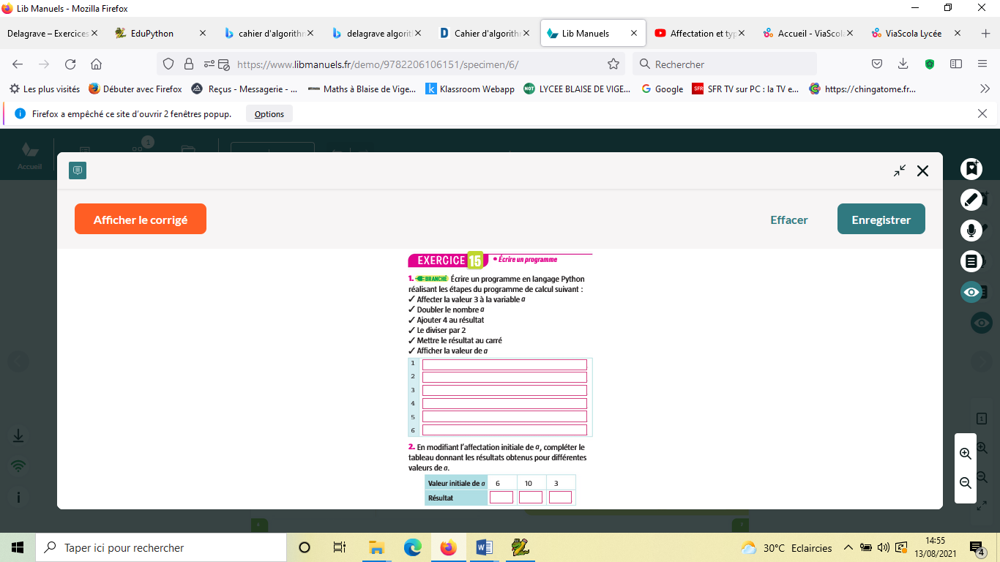 Lib Manuels - Mozilla Firefox
Delagrave – Exercices
EduPython
cahier d'algorithm
delagrave algorith
Cahier d'algorithm
Lib Manuels
Affectation et typ
Accueil - ViaScola
ViaScola Lycée
https://www.libmanuels.fr/demo/9782206106151/specimen/6/
Rechercher
Les plus visités
Débuter avec Firefox
Reçus - Messagerie - ...
Maths à Blaise de Vige...
Klassroom Webapp
LYCEE BLAISE DE VIGE...
Google
SFR TV sur PC : la TV e...
https://chingatome.fr...
Firefox a empêché ce site d'ouvrir 2 fenêtres popup.
Options
1
Accueil
Afficher le corrigé
Effacer
Enregistrer
EXERCICE 15 • Écrire un programme
1. BRANCHÉ Écrire un programme en langage Python
réalisant les étapes du programme de calcul suivant :
✓ Affecter la valeur 3 à la variable a
✓ Doubler le nombre a
✓ Ajouter 4 au résultat
✓ Le diviser par 2
✓ Mettre le résultat au carré
✓ Afficher la valeur de a
1
2
3
4
5
6
2. En modifiant l'affectation initiale de a, compléter le
tableau donnant les résultats obtenus pour différentes
valeurs de a.
Valeur initiale de a 6 10 3
Résultat
Taper ici pour rechercher
30°C Eclaircies
14:55
13/08/2021
4